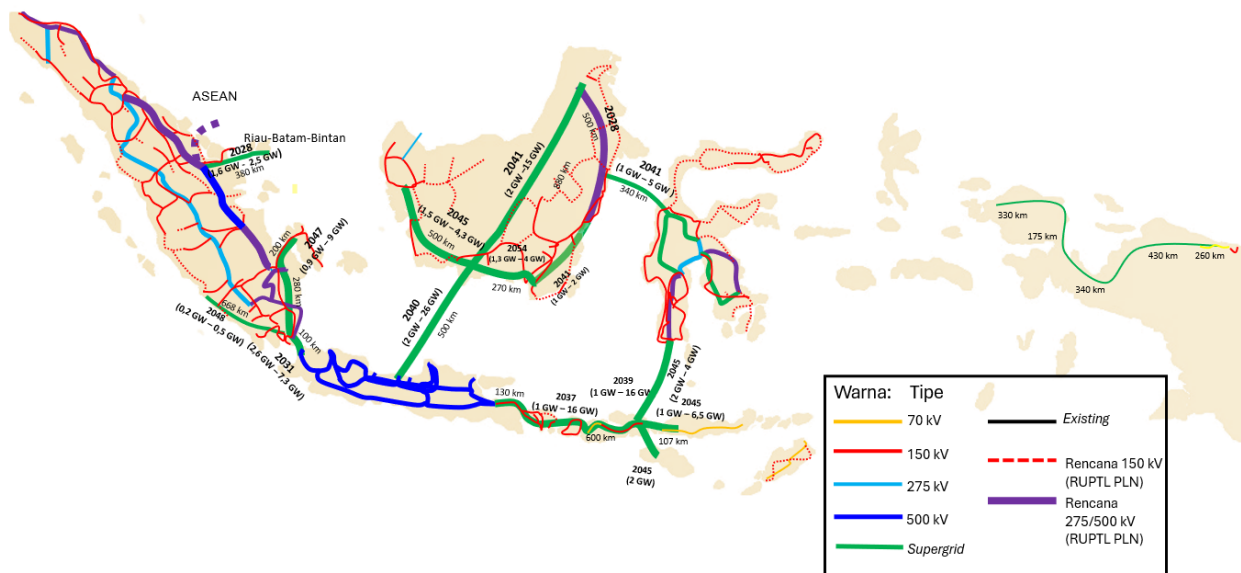 ASEAN
Riau-Batam-Bintan
2028
(1,6 GW – 2,5 GW)
380 km
2047
(0,9 GW – 9 GW)
200 km
280 km
668 km
2048
(0,2 GW – 0,5 GW)
2031
(2,6 GW – 7,3 GW)
100 km
2041
(2 GW –15 GW)
2028
500 km
880 km
2045
(1,5 GW – 4,3 GW)
500 km
2054
(1,3 GW – 4 GW)
270 km
2041
(1 GW – 2 GW)
2041
(1 GW – 5 GW)
340 km
2040
(2 GW – 26 GW)
500 km
130 km
2037
(1 GW – 16 GW)
600 km
2039
(1 GW – 16 GW)
2045
(2 GW – 4 GW)
2045
(1 GW – 6,5 GW)
107 km
2045
(2 GW)
330 km
175 km
340 km
430 km
260 km
Warna: Tipe
70 kV
150 kV
275 kV
500 kV
Supergrid
Existing
Rencana 150 kV
(RUPTL PLN)
Rencana
275/500 kV
(RUPTL PLN)